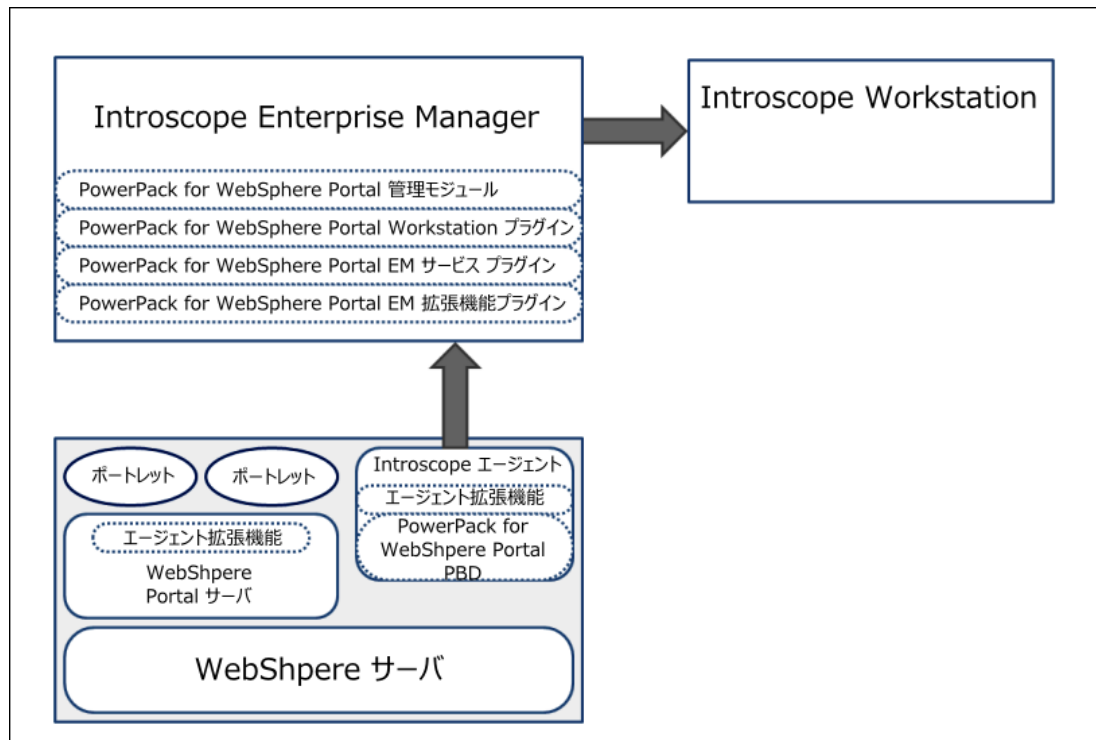 Introscope Enterprise Manager
Introscope Workstation
PowerPack for WebSphere Portal 管理モジュール
PowerPack for WebSphere Portal Workstation プラグイン
PowerPack for WebSphere Portal EM サービス プラグイン
PowerPack for WebSphere Portal EM 拡張機能プラグイン
ポートレット
ポートレット
エージェント拡張機能
WebShpere
Portal サーバ
Introscope エージェント
エージェント拡張機能
PowerPack for
WebShpere Portal
PBD
WebShpere サーバ